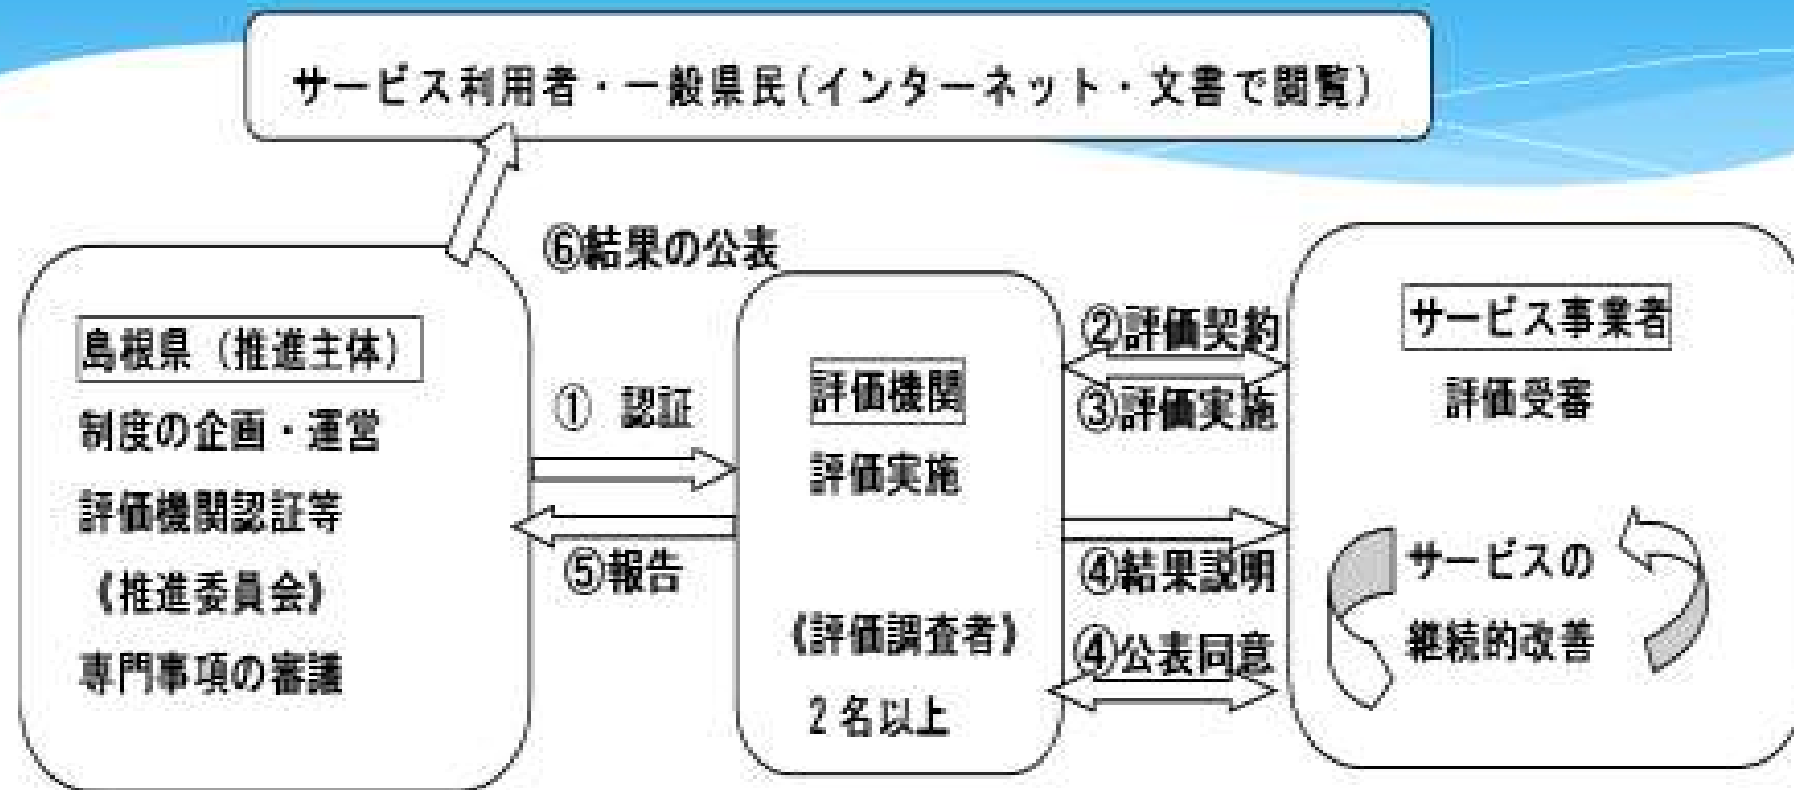 サービス利用者・一般県民(インターネット・文書で閲覧)
⑥結果の公表
島根県（推進主体）
制度の企画・運営
評価機関認証等
《推進委員会》
専門事項の審議
① 認証
⑤報告
評価機関
評価実施
《評価調査者》
2名以上
②評価契約
③評価実施
④結果説明
④公表同意
サービス事業者
評価受審
サービスの
継続的改善